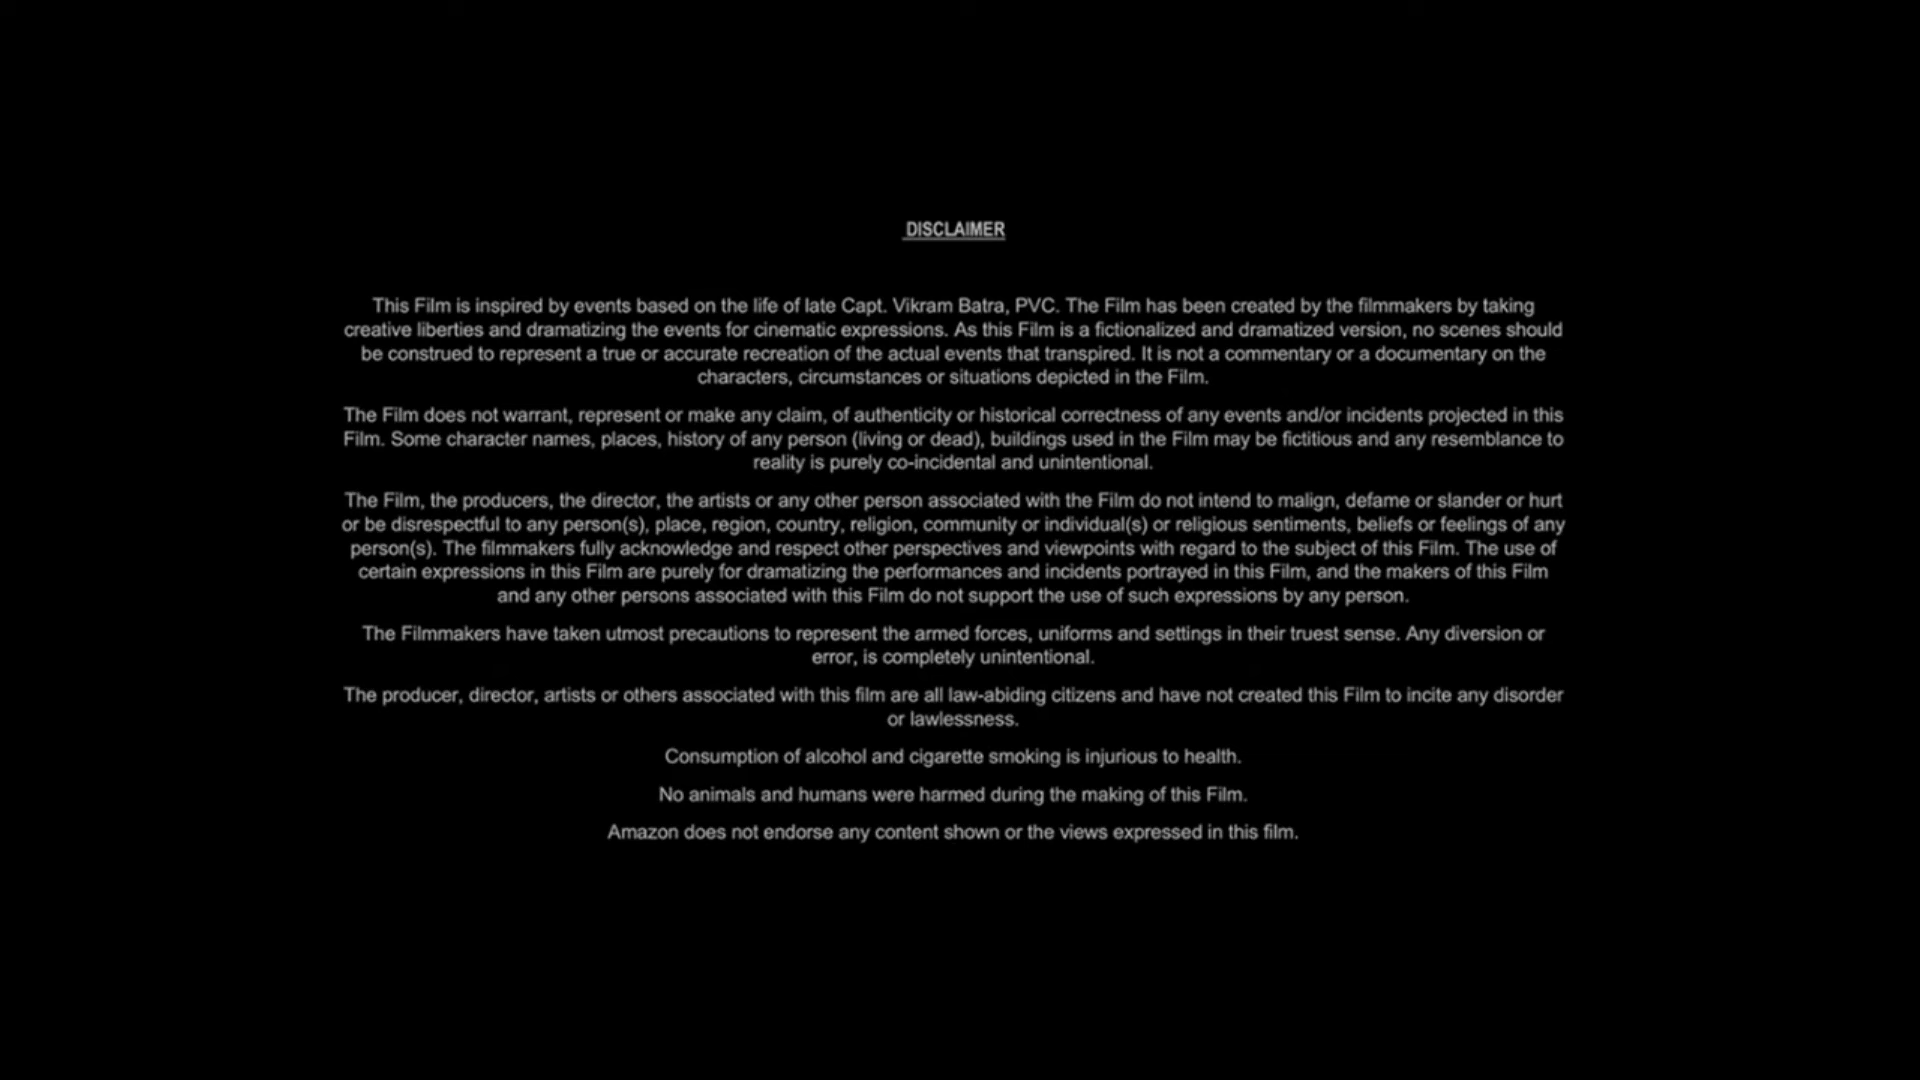 DISCLAIMER
This Film is inspired by events based on the life of late Capt. Vikram Batra, PVC. The Film has been created by the filmmakers by taking
creative liberties and dramatizing the events for cinematic expressions. As this Film is a fictionalized and dramatized version, no scenes should
be construed to represent a true or accurate recreation of the actual events that transpired. It is not a commentary or a documentary on the
characters, circumstances or situations depicted in the Film.
The Film does not warrant, represent or make any claim, of authenticity or historical correctness of any events and/or incidents projected in this
Film. Some character names, places, history of any person (living or dead), buildings used in the Film may be fictitious and any resemblance to
reality is purely co-incidental and unintentional.
The Film, the producers, the director, the artists or any other person associated with the Film do not intend to malign, defame or slander or hurt
or be disrespectful to any person(s), place, region, country, religion, community or individual(s) or religious sentiments, beliefs or feelings of any
person(s). The filmmakers fully acknowledge and respect other perspectives and viewpoints with regard to the subject of this Film. The use of
certain expressions in this Film are purely for dramatizing the performances and incidents portrayed in this Film, and the makers of this Film
and any other persons associated with this Film do not support the use of such expressions by any person.
The Filmmakers have taken utmost precautions to represent the armed forces, uniforms and settings in their truest sense. Any diversion or
error, is completely unintentional.
The producer, director, artists or others associated with this film are all law-abiding citizens and have not created this Film to incite any disorder
or lawlessness.
Consumption of alcohol and cigarette smoking is injurious to health.
No animals and humans were harmed during the making of this Film.
Amazon does not endorse any content shown or the views expressed in this film.